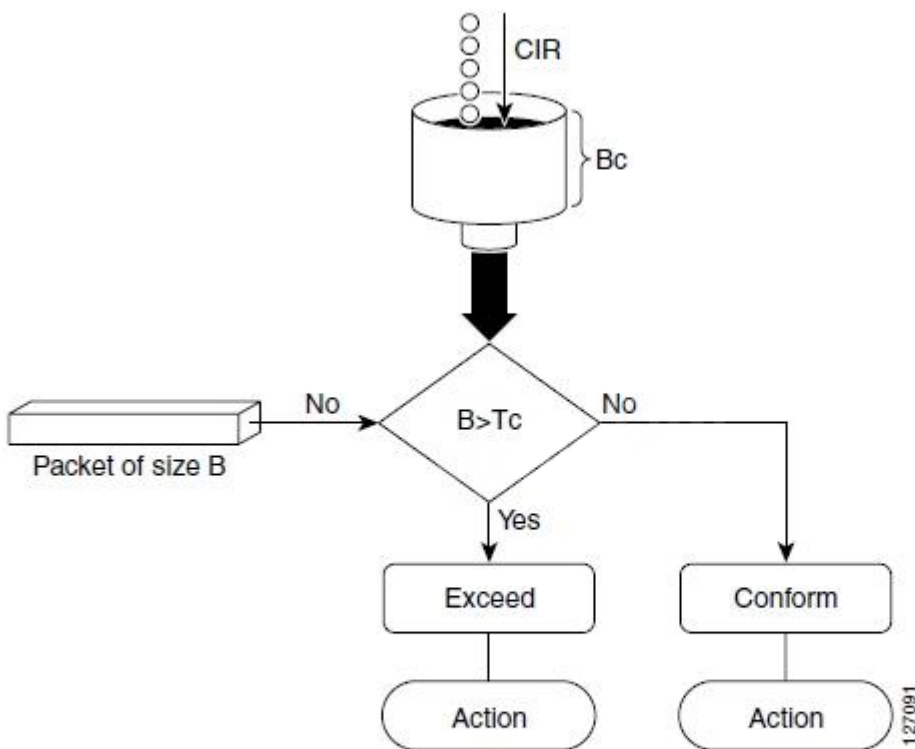 CIR
Bc
No
B>Tc
No
Packet of size B
Yes
Exceed
Conform
Action
Action
127091